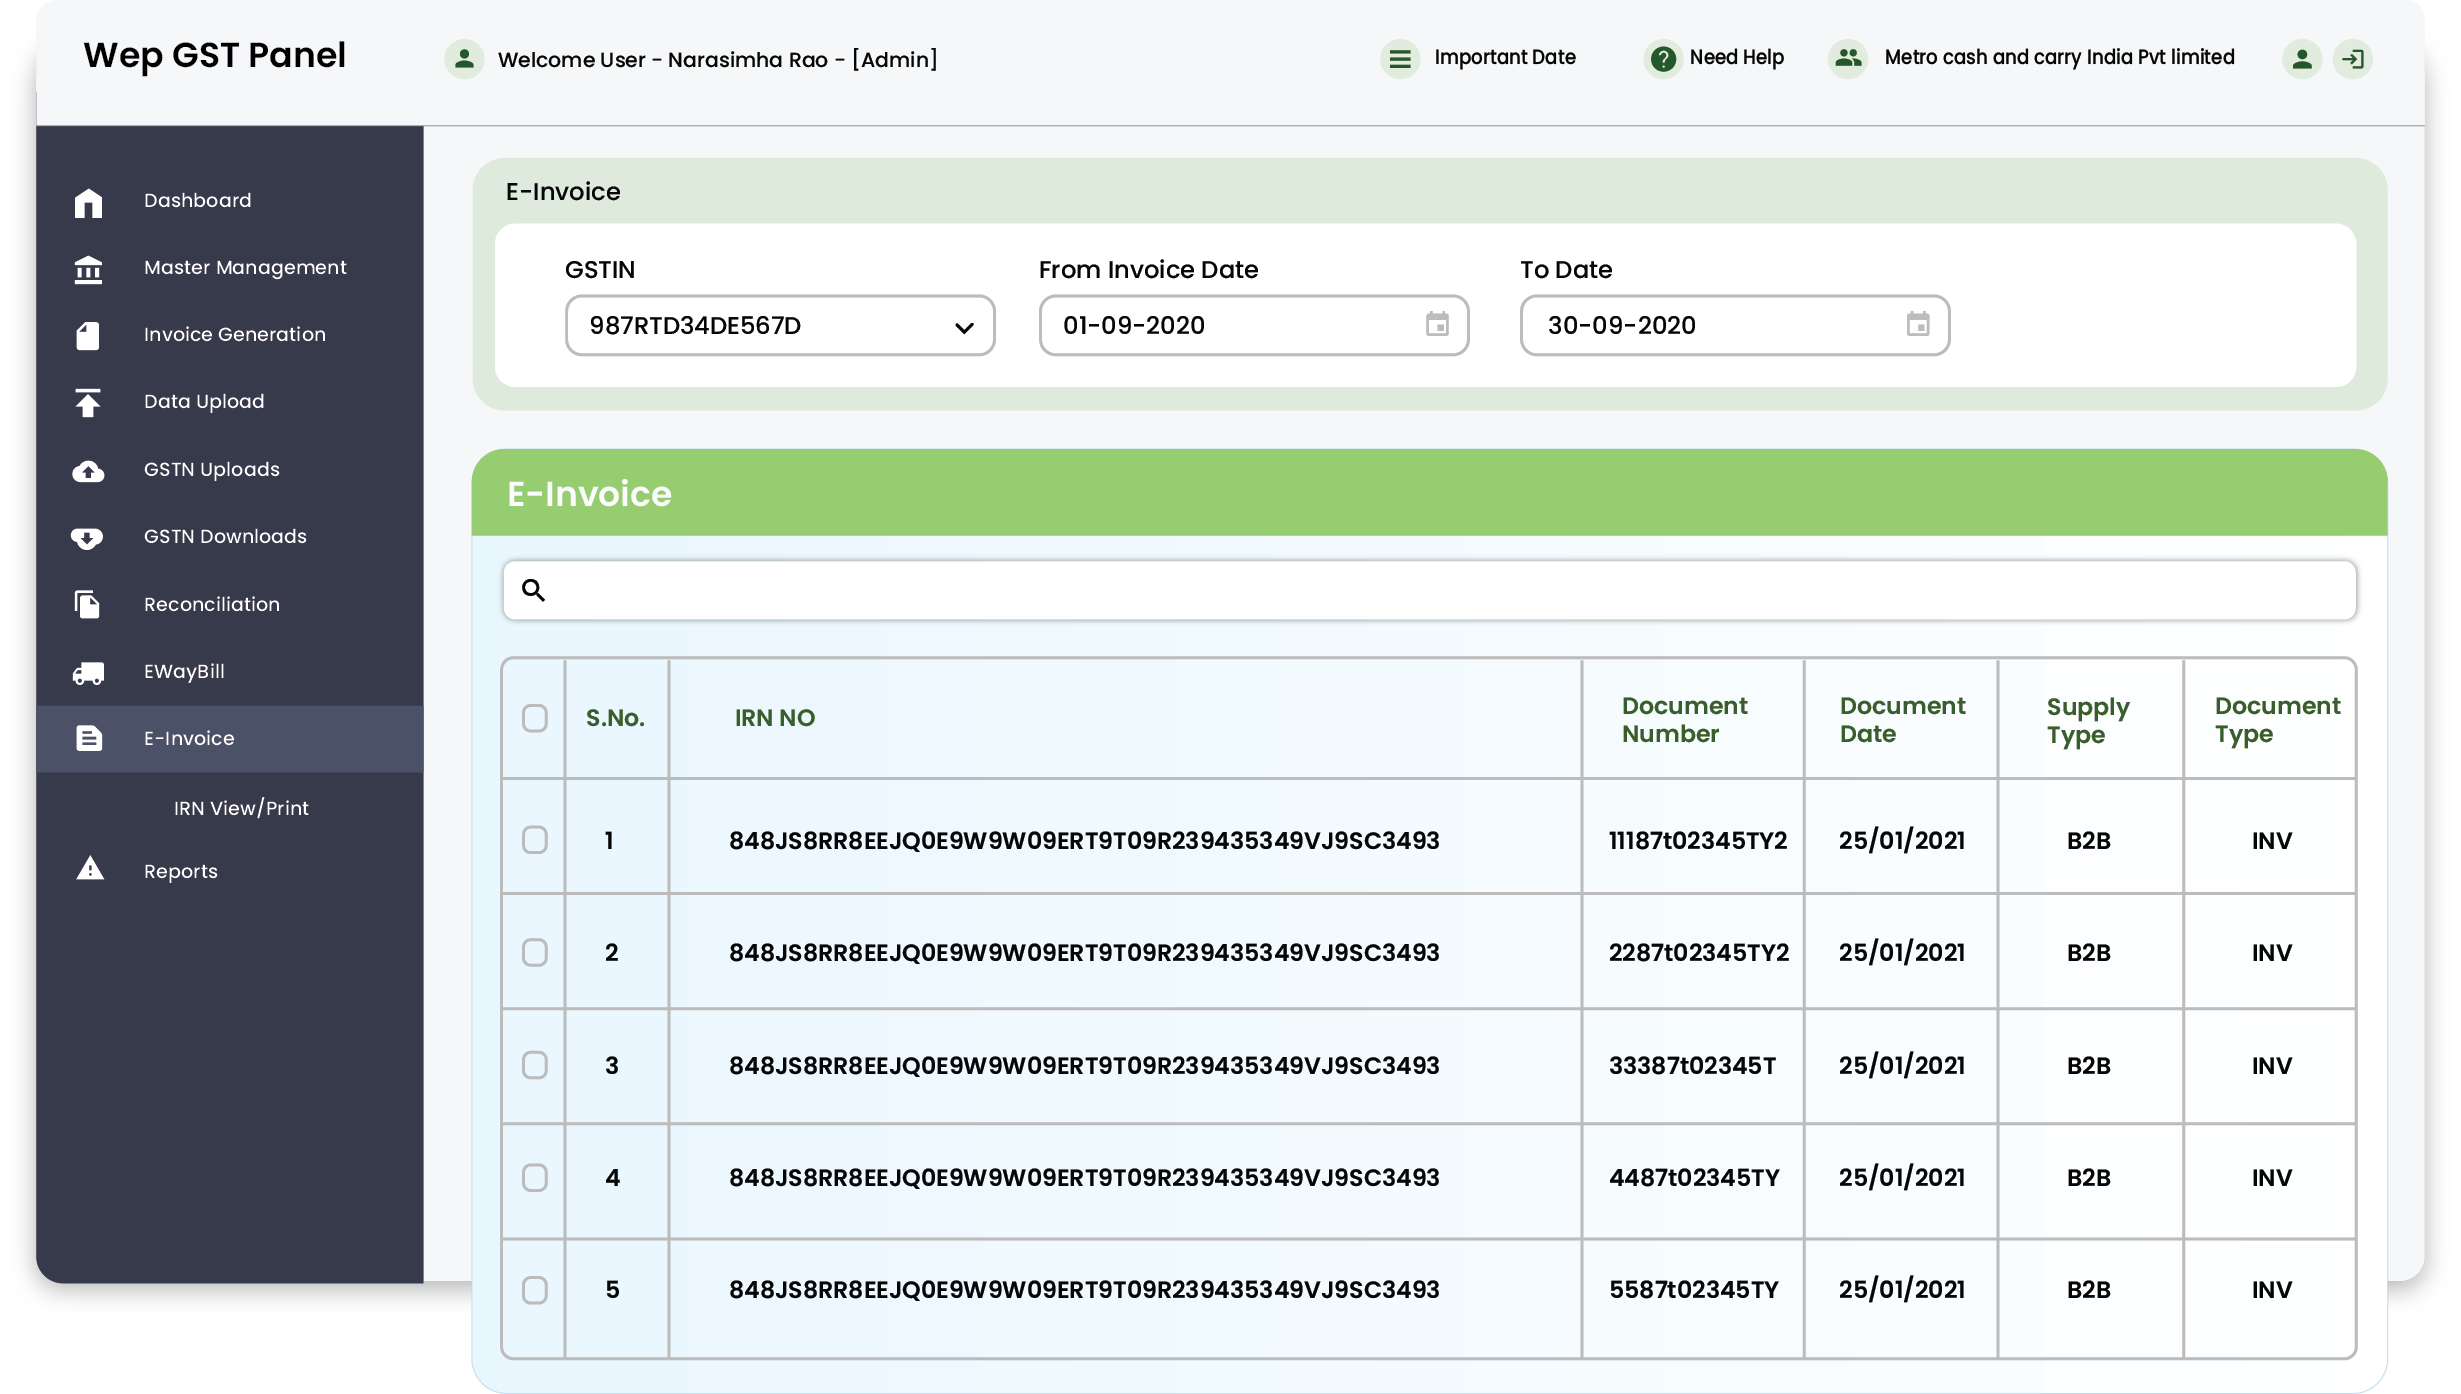 Wep GST Panel
Welcome User - Narasimha Rao - [Admin]
Important Date
Need Help
Metro cash and carry India Pvt limited
Dashboard
Master Management
Invoice Generation
Data Upload
GSTN Uploads
GSTN Downloads
Reconciliation
EWayBill
E-Invoice
IRN View/Print
Reports
E-Invoice
GSTIN From Invoice Date To Date
987RTD34DE567D 01-09-2020 30-09-2020
E-Invoice
S.No. IRN NO Document Number Document Date Supply Type Document Type
1 848JS8RR8EEJQ0E9W9W09ERT9T09R239435349VJ9SC3493 11187t02345TY2 25/01/2021 B2B INV
2 848JS8RR8EEJQ0E9W9W09ERT9T09R239435349VJ9SC3493 2287t02345TY2 25/01/2021 B2B INV
3 848JS8RR8EEJQ0E9W9W09ERT9T09R239435349VJ9SC3493 33387t02345T 25/01/2021 B2B INV
4 848JS8RR8EEJQ0E9W9W09ERT9T09R239435349VJ9SC3493 4487t02345TY 25/01/2021 B2B INV
5 848JS8RR8EEJQ0E9W9W09ERT9T09R239435349VJ9SC3493 5587t02345TY 25/01/2021 B2B INV